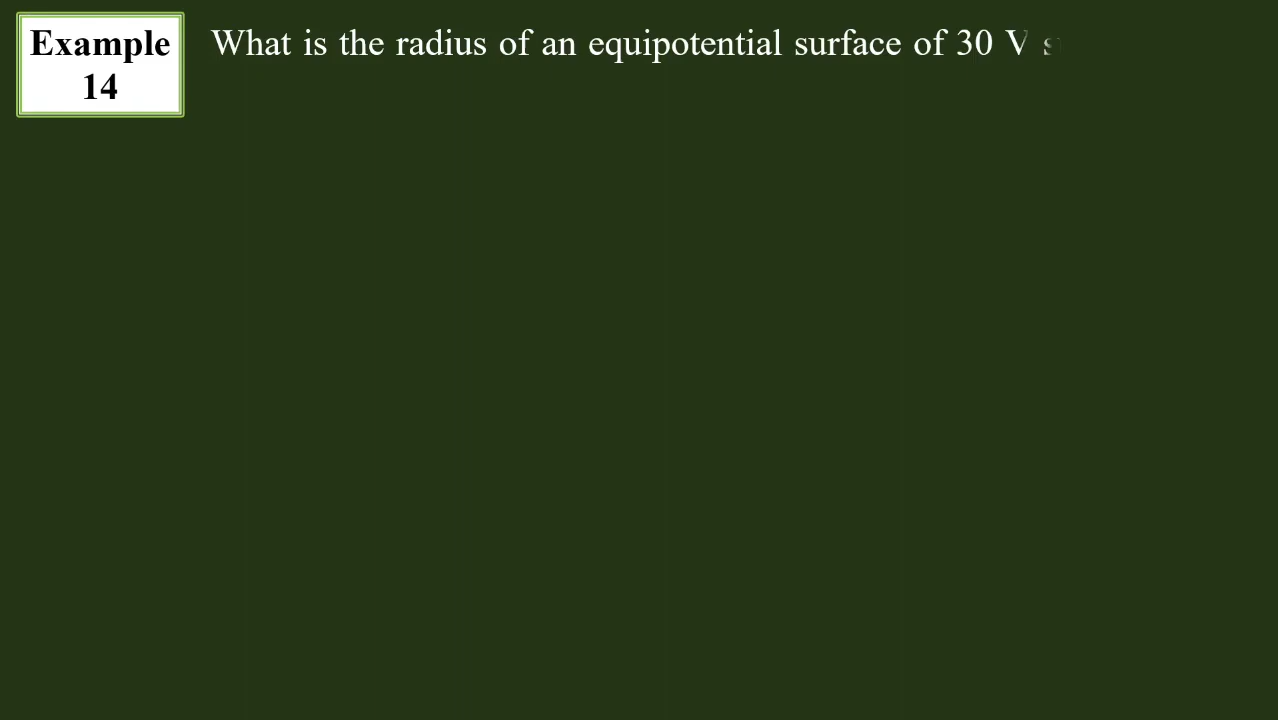 Example
14
What is the radius of an equipotential surface of 30 V